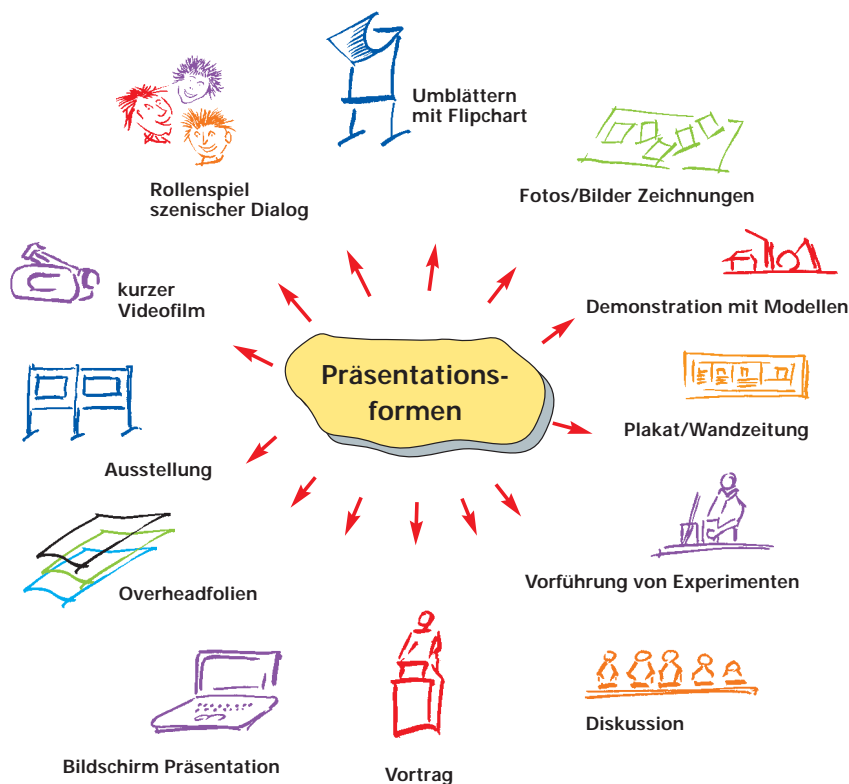 Umblättern
mit Flipchart
Rollenspiel
szenischer Dialog
Fotos/Bilder Zeichnungen
kurzer
Videofilm
Demonstration mit Modellen
Präsentations-
formen
Plakat/Wandzeitung
Ausstellung
Vorführung von Experimenten
Overheadfolien
Diskussion
Bildschirm Präsentation
Vortrag